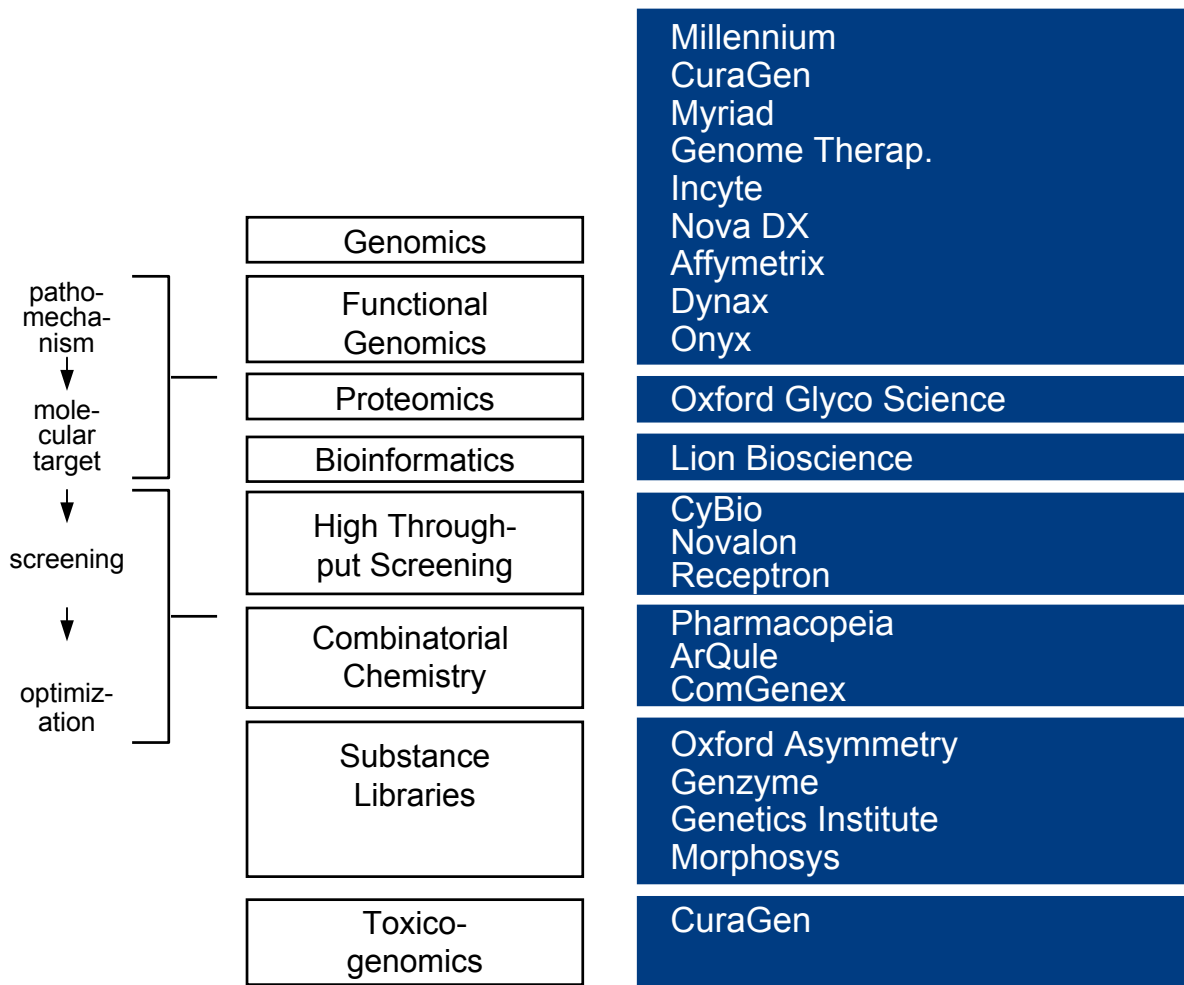 patho-
mecha-
nism
mole-
cular
target
screening
optimiz-
ation
Genomics
Functional
Genomics
Proteomics
Bioinformatics
High Through-
put Screening
Combinatorial
Chemistry
Substance
Libraries
Toxico-
genomics
Millennium
CuraGen
Myriad
Genome Therap.
Incyte
Nova DX
Affymetrix
Dynax
Onyx
Oxford Glyco Science
Lion Bioscience
CyBio
Novalon
Receptron
Pharmacopeia
ArQule
ComGenex
Oxford Asymmetry
Genzyme
Genetics Institute
Morphosys
CuraGen